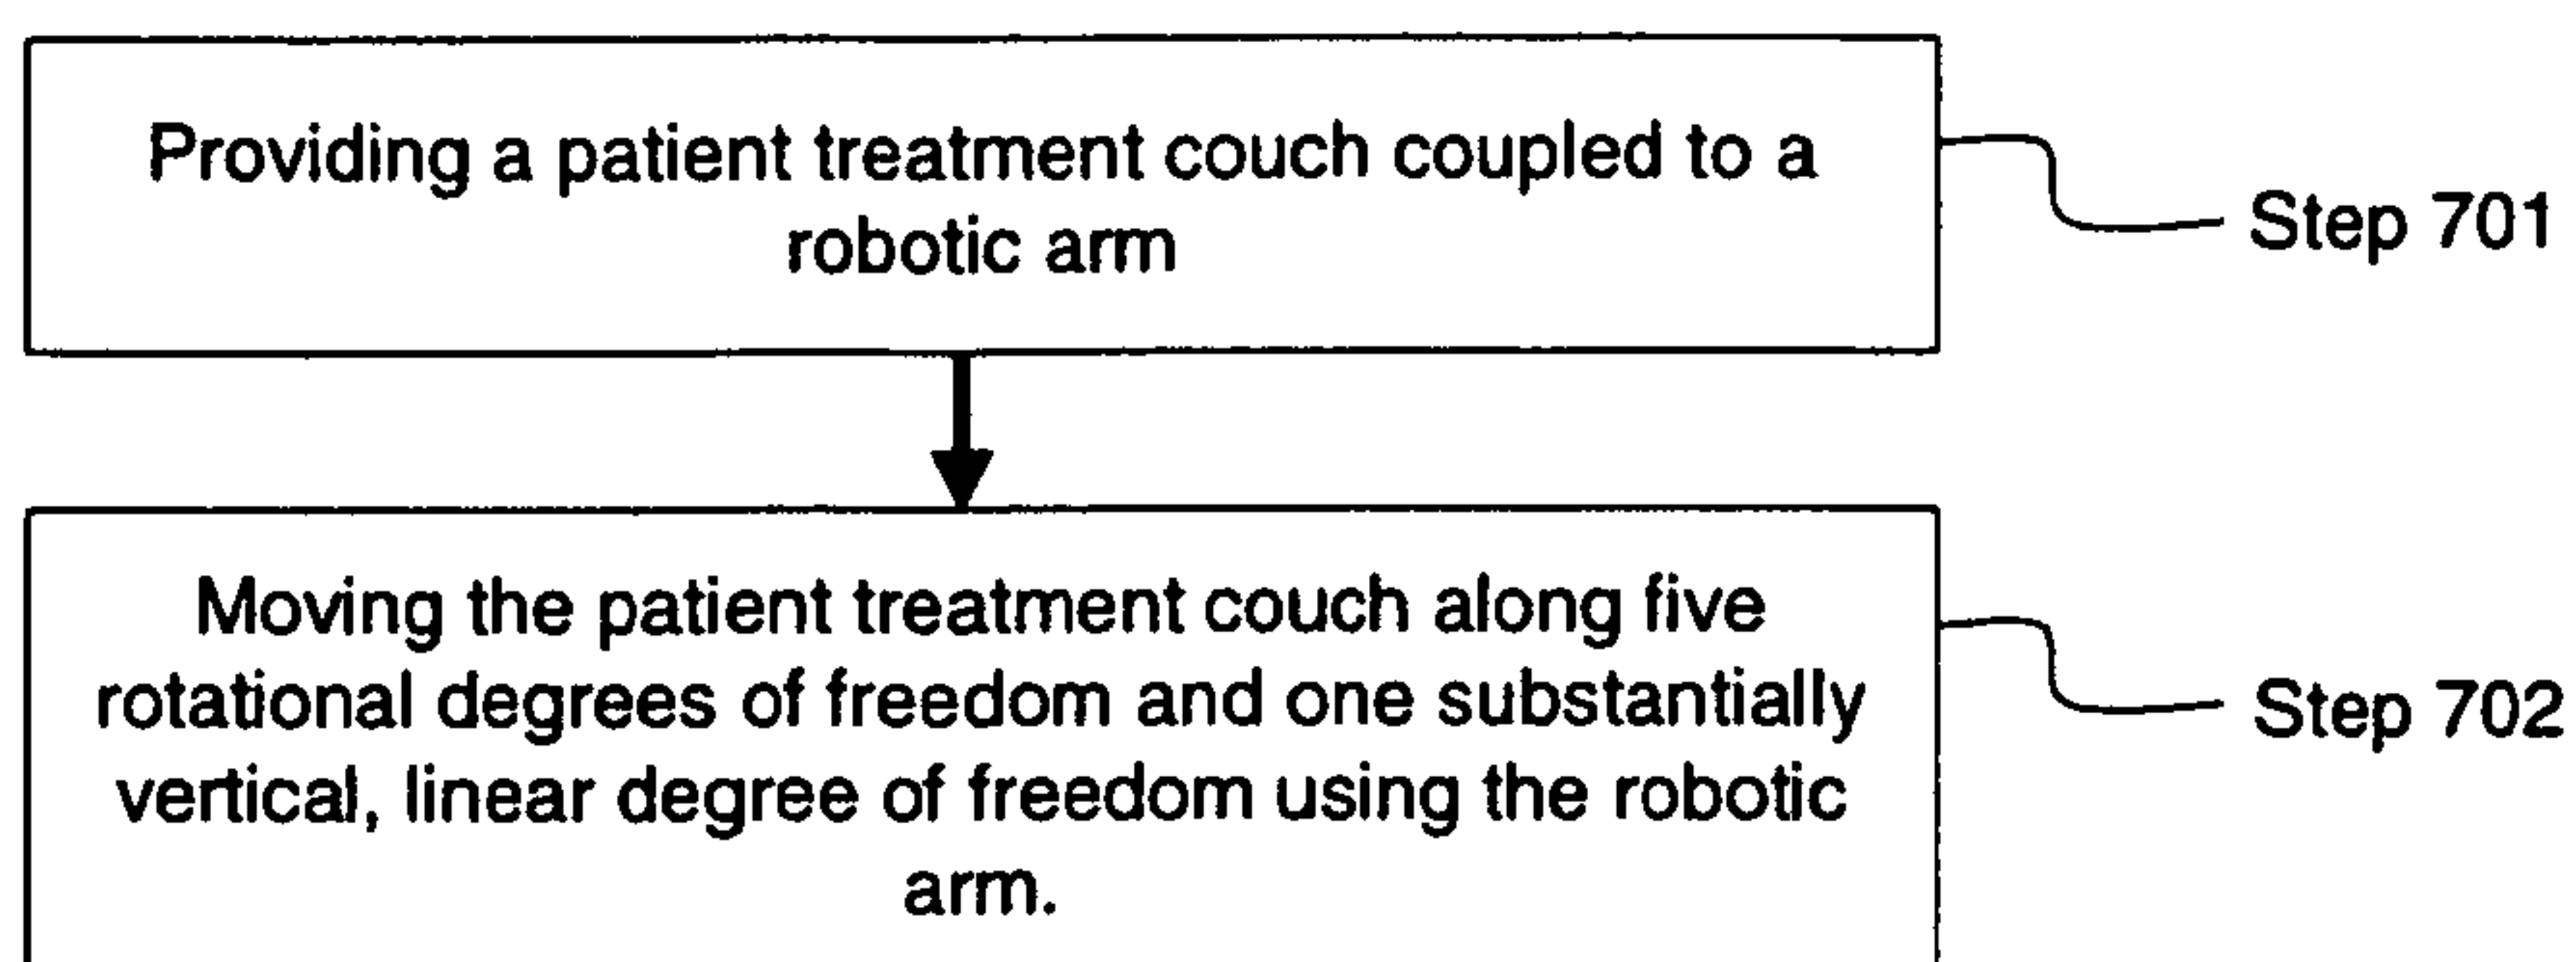 Providing a patient treatment couch coupled to a
robotic arm
Step 701
Moving the patient treatment couch along five
rotational degrees of freedom and one substantially
vertical, linear degree of freedom using the robotic
arm.
Step 702